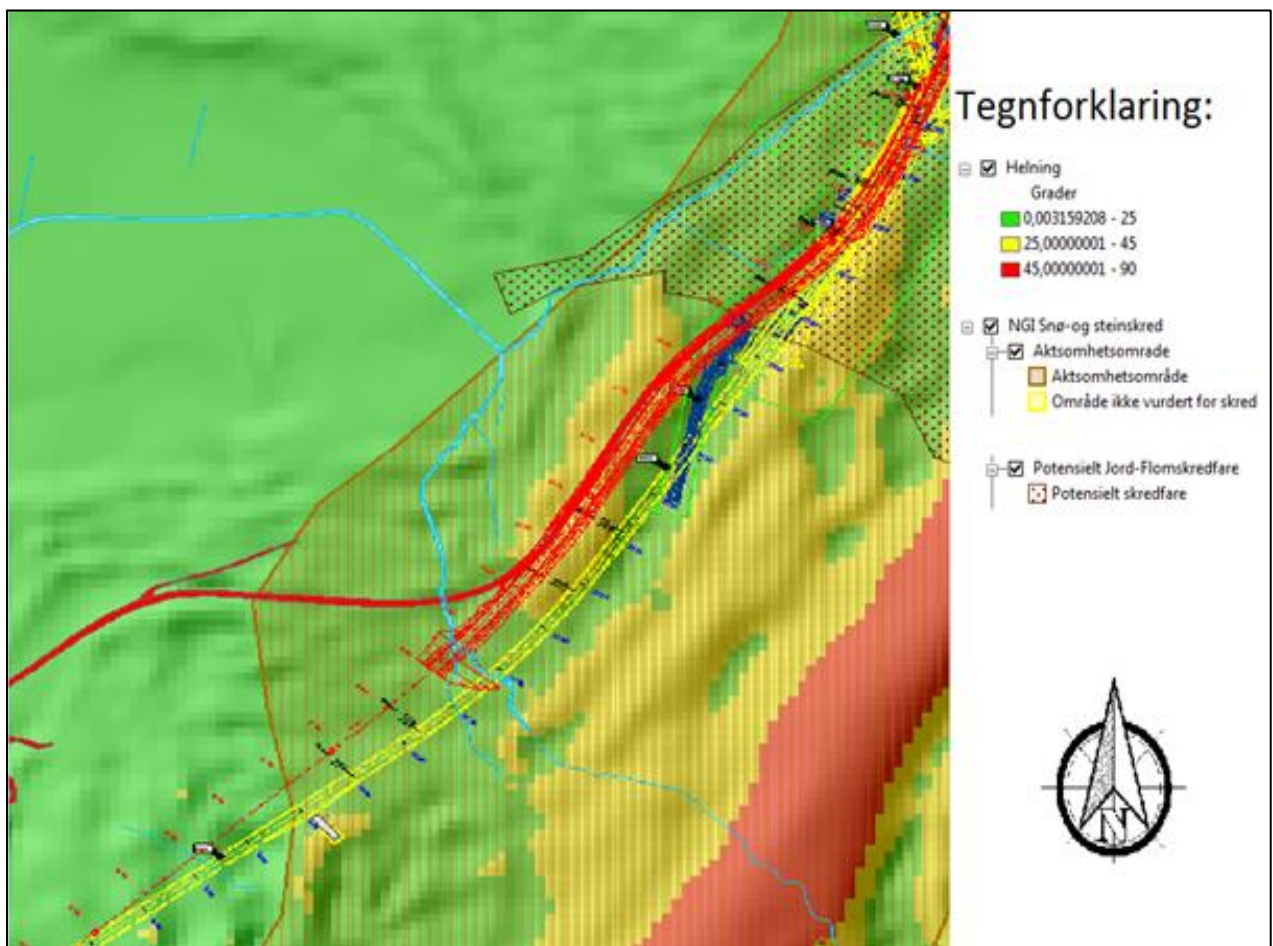 Tegnforklaring:
Helning
Grader
0,003159208 - 25
25,00000001 - 45
45,00000001 - 90
NGI Snø-og steinskred
Aktsomhetsomrade
Aktsomhetsområde
Område ikke vurdert for skred
Potensielt Jord-Flomskredfare
Potensielt skredfare
N